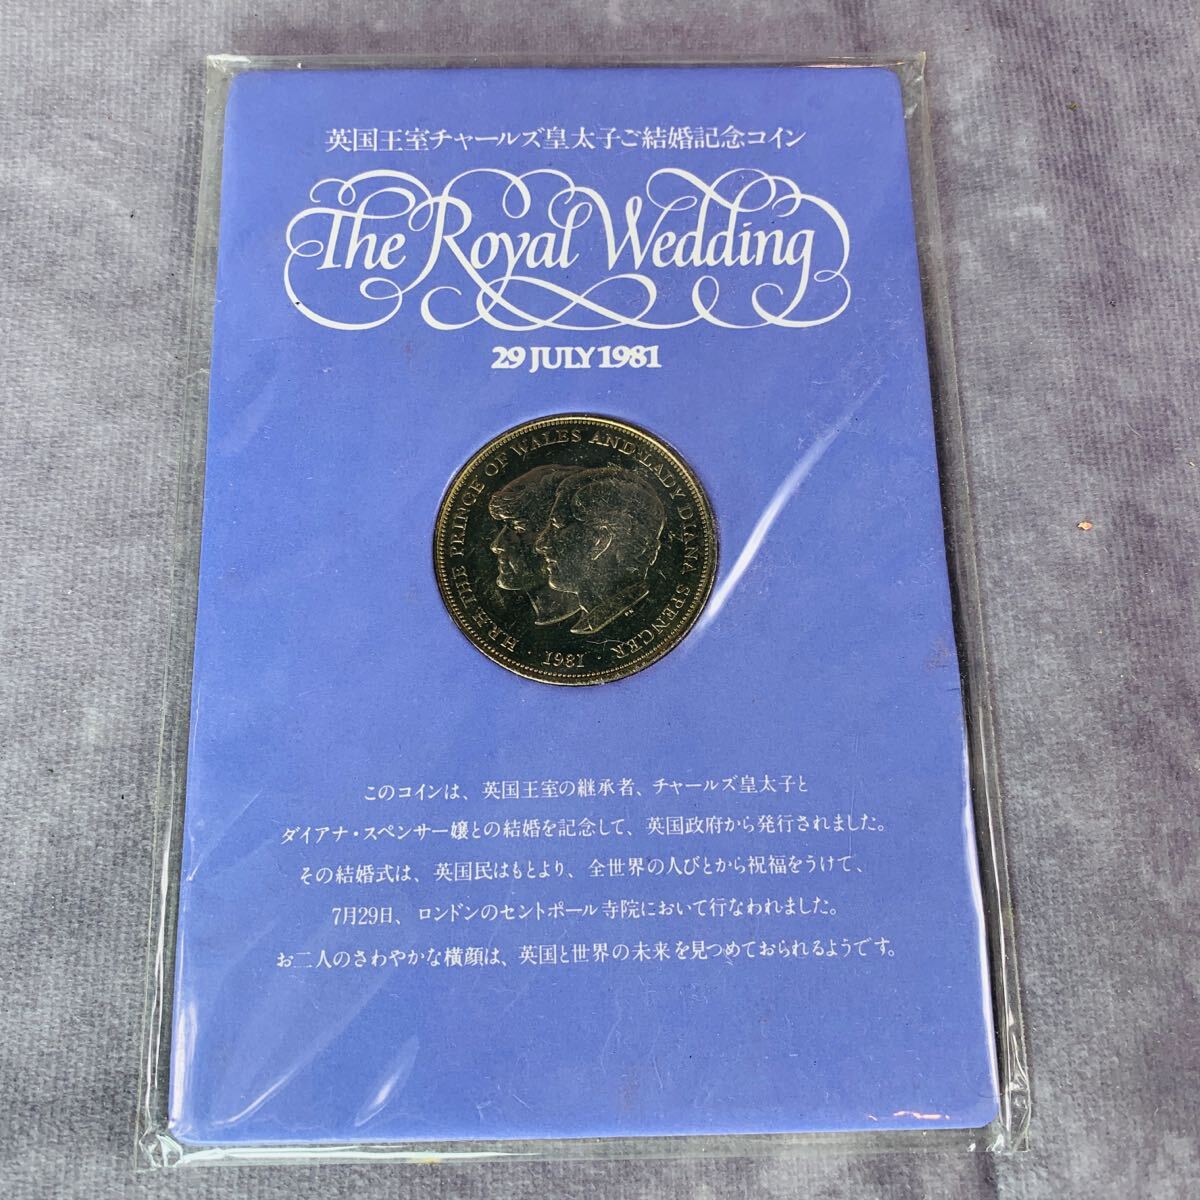 英国王室チャールズ皇太子ご結婚記念コイン
The Royal Wedding
29 JULY 1981
H.R.H. THE PRINCE OF WALES AND LADY DIANA SPENCER
· 1981 ·
このコインは、英国王室の継承者、チャールズ皇太子と
ダイアナ・スペンサー嬢との結婚を記念して、英国政府から発行されました。
その結婚式は、英国民はもとより、全世界の人びとから祝福をうけて、
7月29日、ロンドンのセントポール寺院において行なわれました。
お二人のさわやかな横顔は、英国と世界の未来を見つめておられるようです。